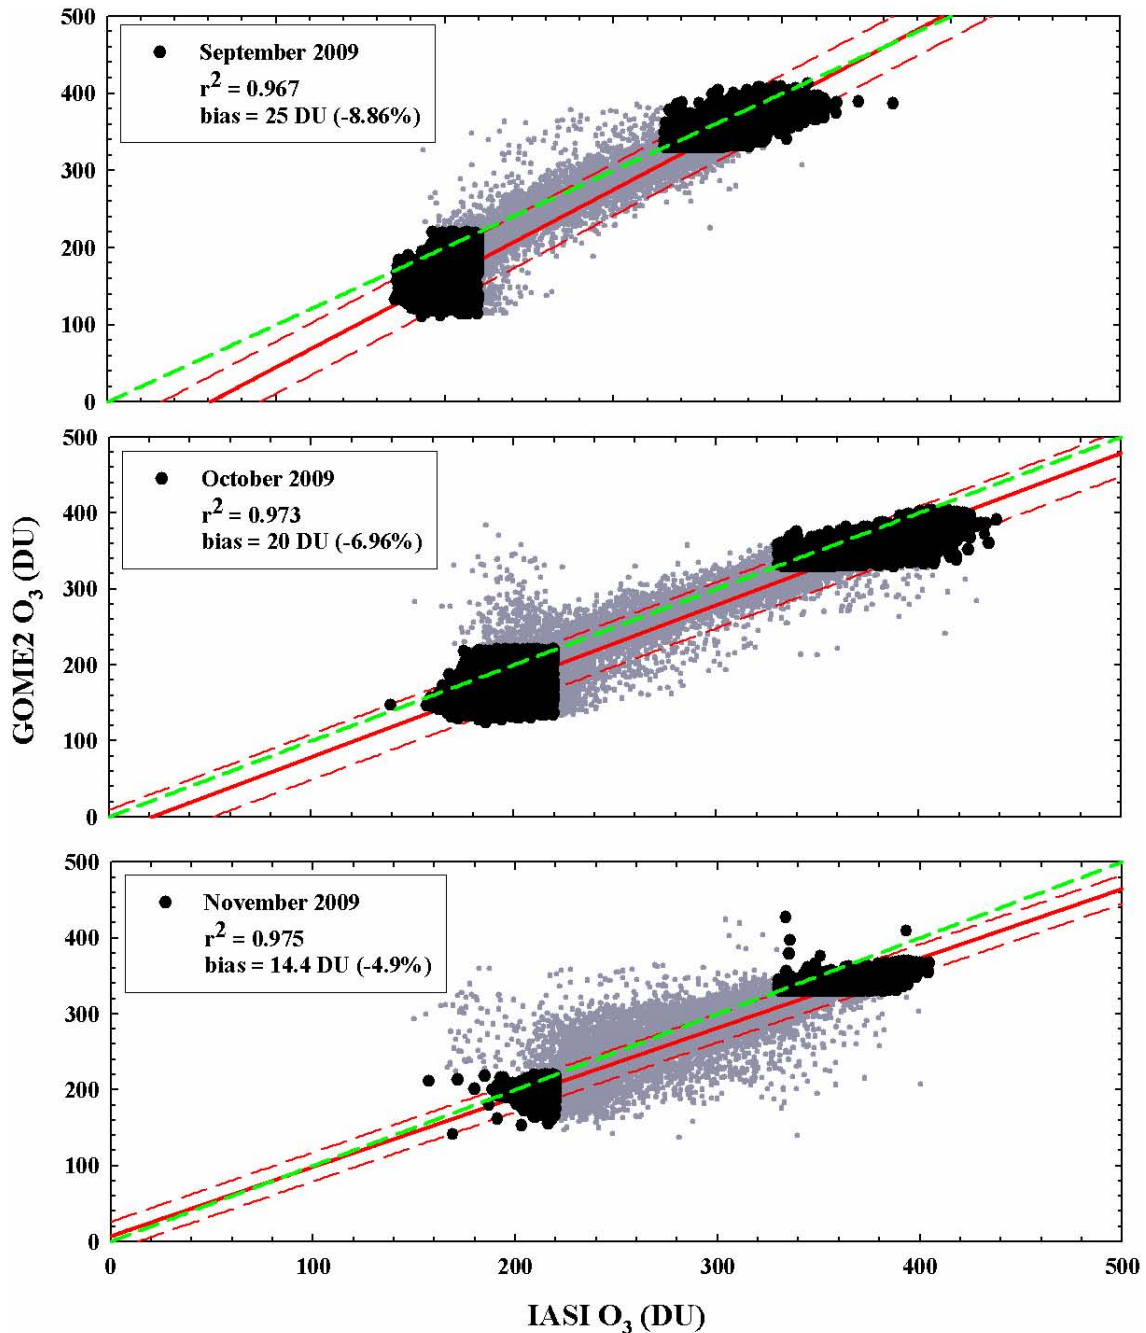 500
400
300
200
100
0
September 2009
r² = 0.967
bias = 25 DU (-8.86%)
500
400
300
200
100
0
October 2009
r² = 0.973
bias = 20 DU (-6.96%)
GOME2 O₃ (DU)
500
400
300
200
100
0
November 2009
r² = 0.975
bias = 14.4 DU (-4.9%)
0 100 200 300 400 500
IASI O₃ (DU)